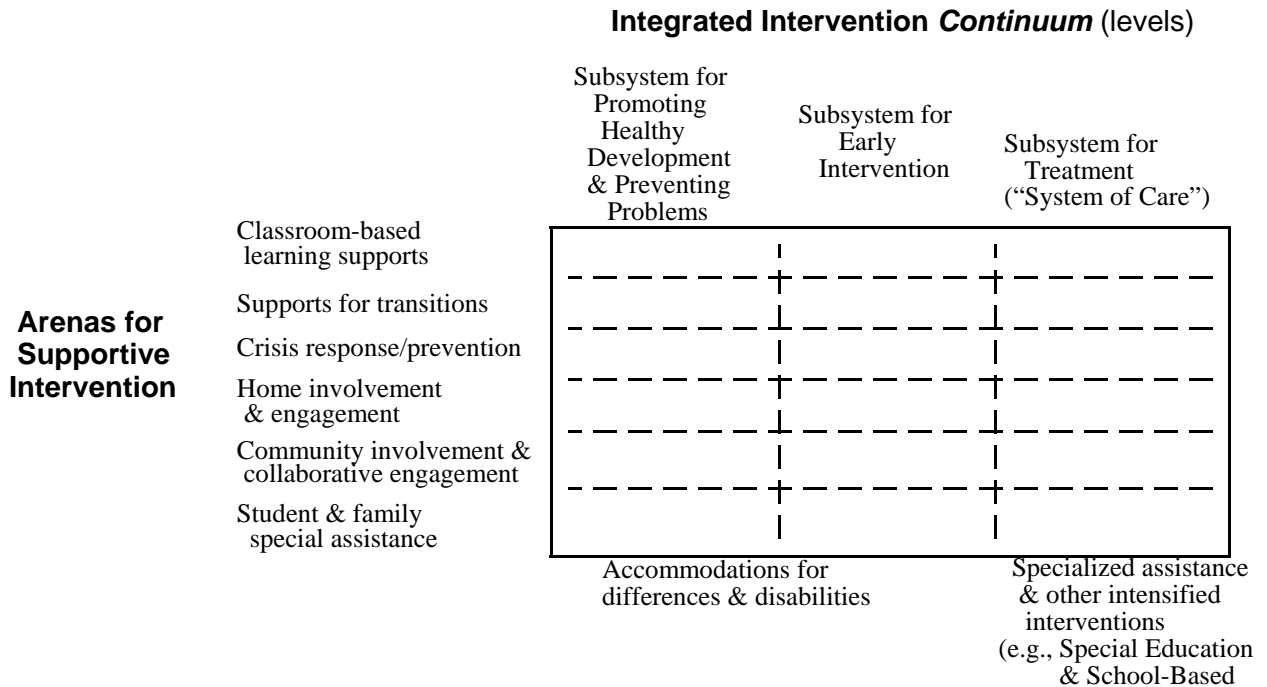 Integrated Intervention Continuum (levels)
Subsystem for
Promoting
Healthy
Development
& Preventing
Problems
Subsystem for
Early
Intervention
Subsystem for
Treatment
(“System of Care”)
Arenas for
Supportive
Intervention
Classroom-based
learning supports
Supports for transitions
Crisis response/prevention
Home involvement
& engagement
Community involvement &
collaborative engagement
Student & family
special assistance
Accommodations for
differences & disabilities
Specialized assistance
& other intensified
interventions
(e.g., Special Education
& School-Based